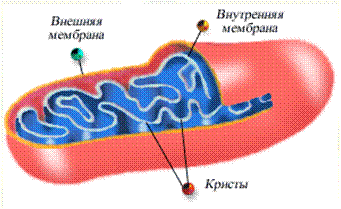 Внешняя
мембрана
Внутренняя
мембрана
Кристы